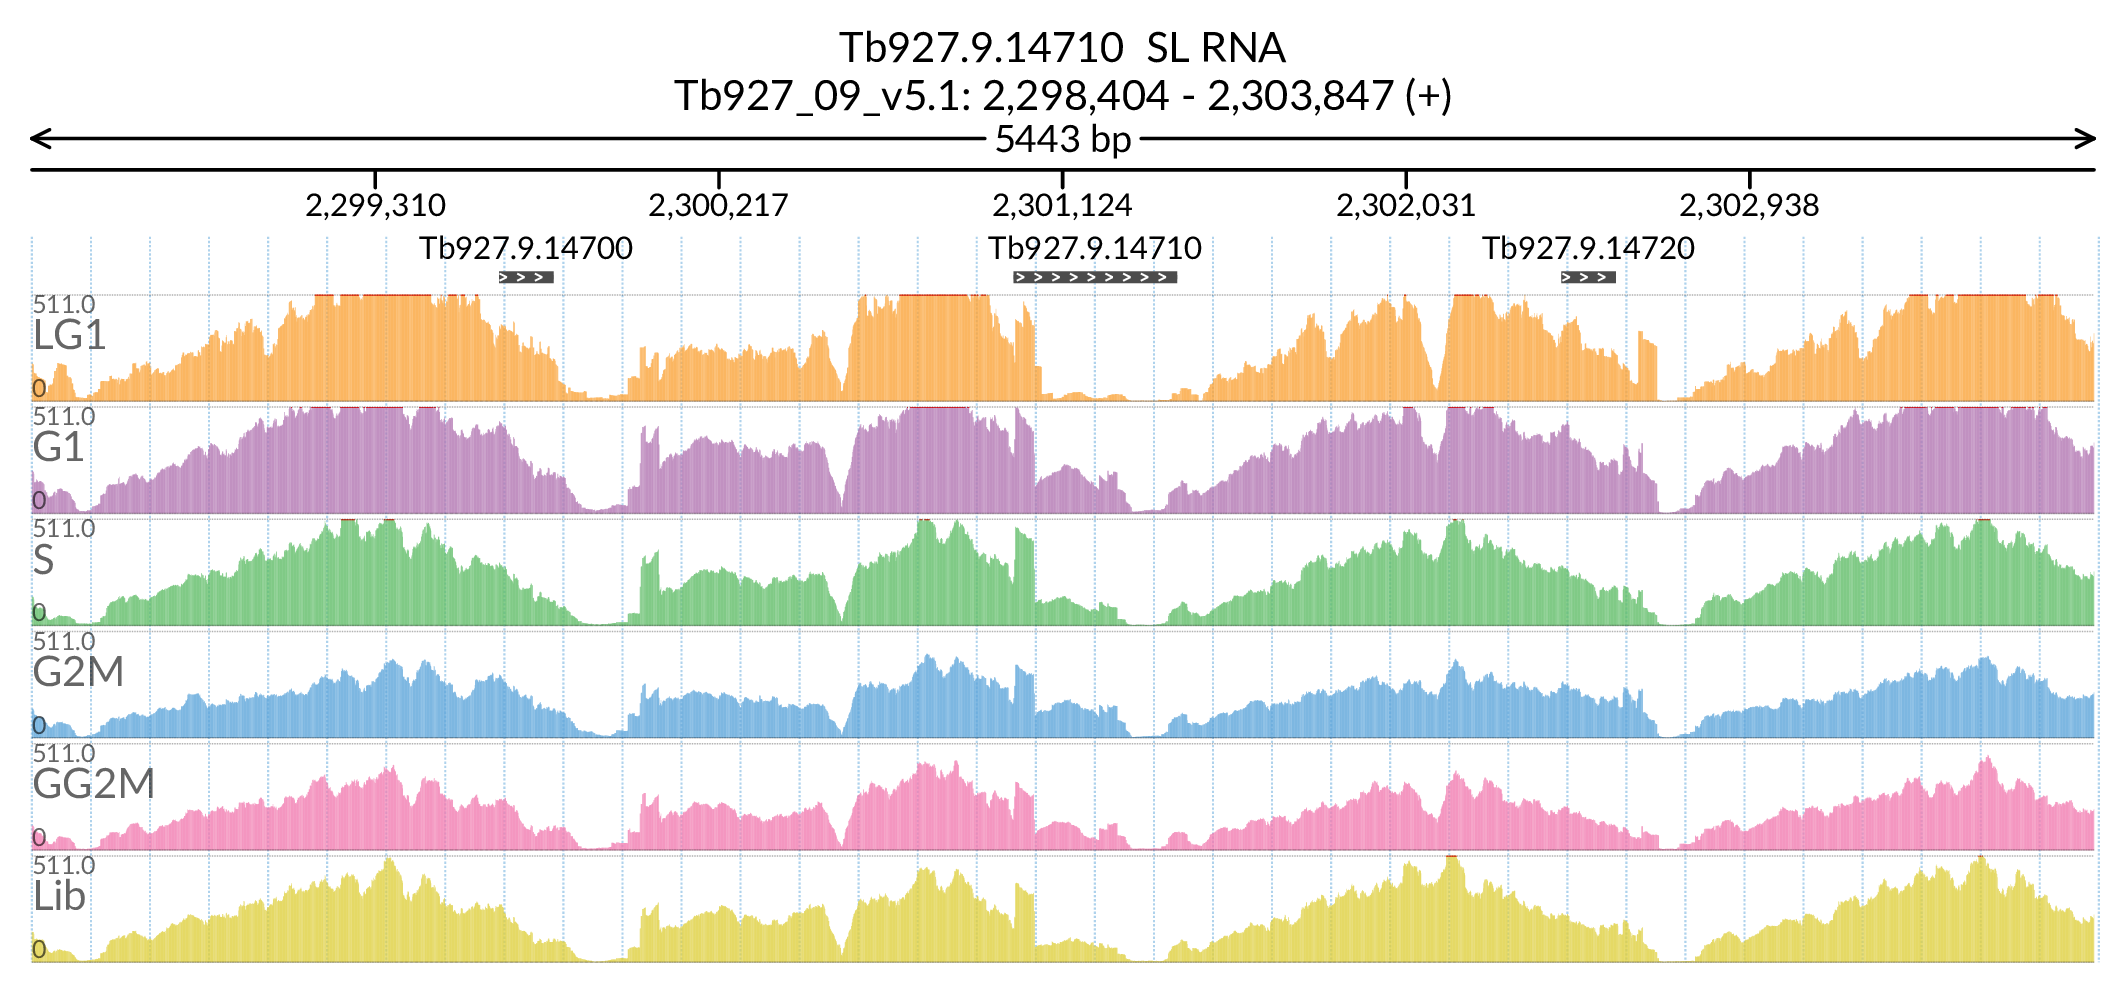 Tb927.9.14710 SL RNA
Tb927_09_v5.1: 2,298,404 - 2,303,847 (+)
5443 bp
2,299,310 2,300,217 2,301,124 2,302,031 2,302,938
Tb927.9.14700 Tb927.9.14710 Tb927.9.14720
511.0
LG1
0
511.0
G1
0
511.0
S
0
511.0
G2M
0
511.0
GG2M
0
511.0
Lib
0